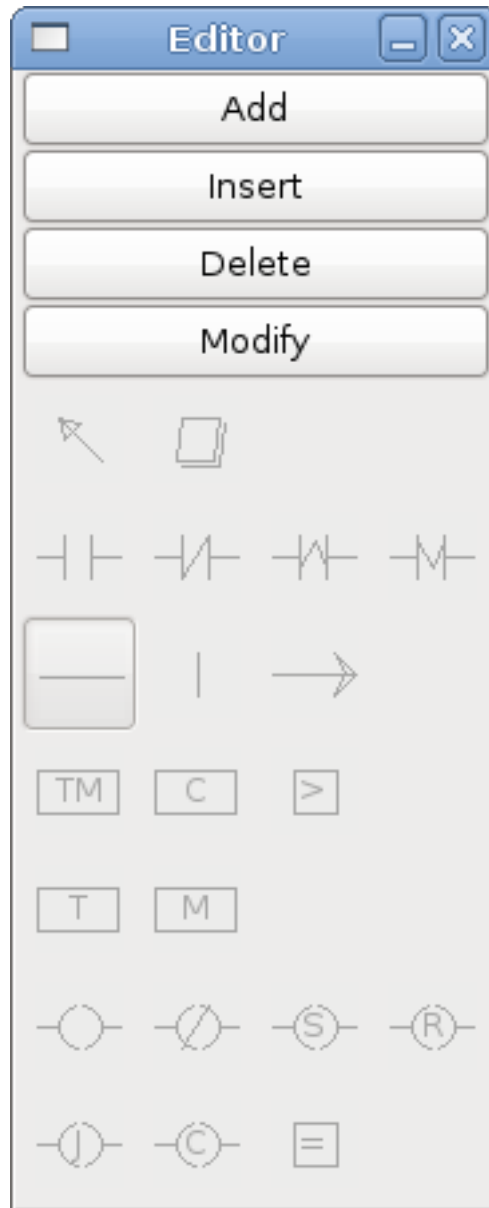 Editor
Add
Insert
Delete
Modify
TM C >
T M
S R
J C =